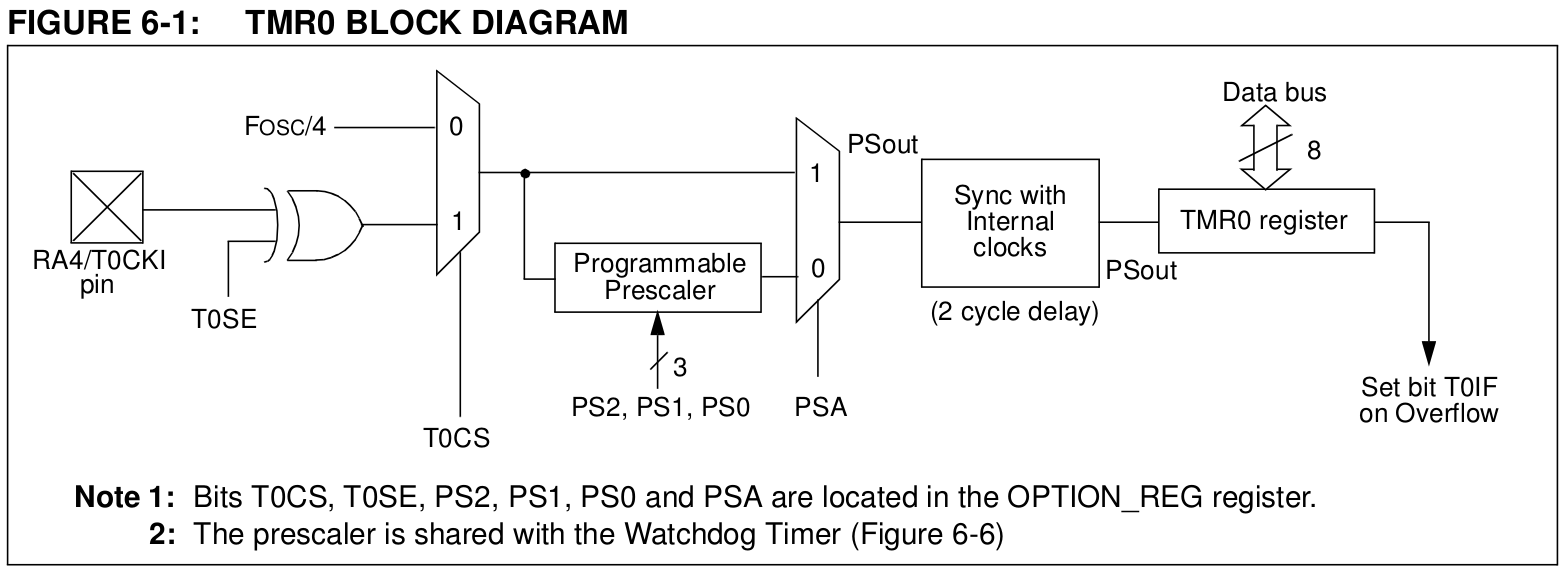 FIGURE 6-1: TMR0 BLOCK DIAGRAM
Data bus
8
FOSC/4
0
1
RA4/T0CKI
pin
T0SE
T0CS
Programmable
Prescaler
3
PS2, PS1, PS0
1
0
PSA
PSout
Sync with
Internal
clocks
(2 cycle delay)
PSout
TMR0 register
Set bit T0IF
on Overflow
Note 1: Bits T0CS, T0SE, PS2, PS1, PS0 and PSA are located in the OPTION_REG register.
2: The prescaler is shared with the Watchdog Timer (Figure 6-6)